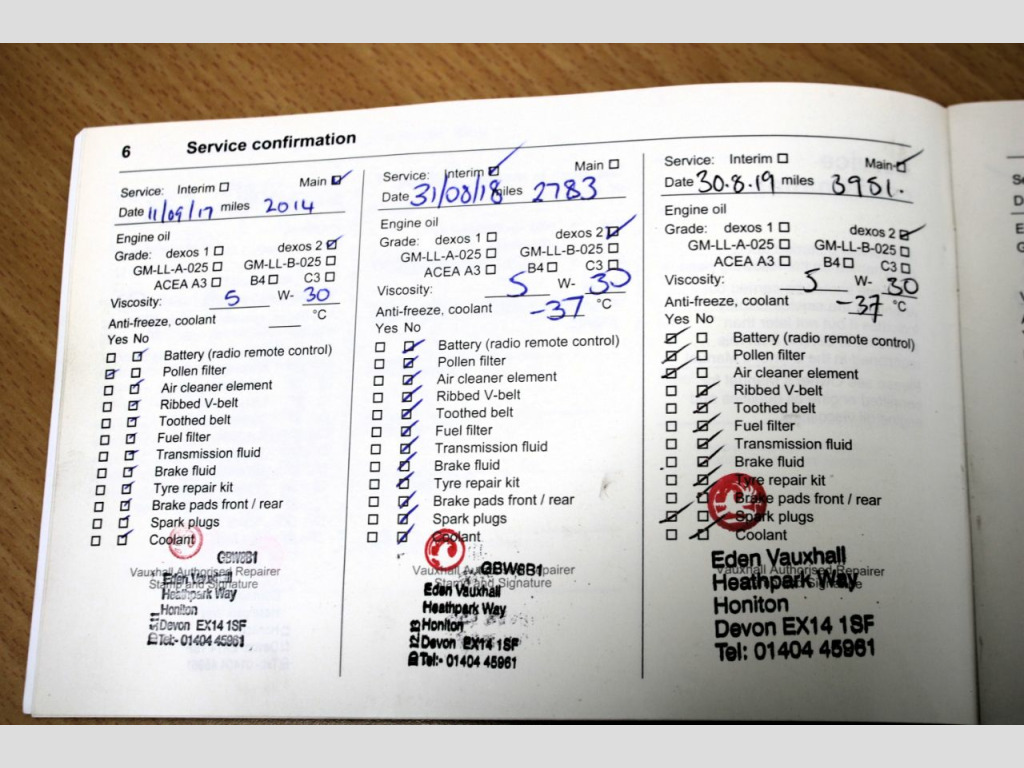 6 Service confirmation
Service: Interim Main
Date 11/09/17 miles 2014
Engine oil
Grade: dexos 1 dexos 2
GM-LL-A-025 GM-LL-B-025
ACEA A3 B4 C3
Viscosity: 5 W- 30
Anti-freeze, coolant °C
Yes No
Battery (radio remote control)
Pollen filter
Air cleaner element
Ribbed V-belt
Toothed belt
Fuel filter
Transmission fluid
Brake fluid
Tyre repair kit
Brake pads front / rear
Spark plugs
Coolant
GBW8B1
Vauxhall Authorised Repairer
Stamp and Signature
Eden Vauxhall
Heathpark Way
Honiton
Devon EX14 1SF
Tel:- 01404 45961
Service: Interim Main
Date 31/08/18 miles 2783
Engine oil
Grade: dexos 1 dexos 2
GM-LL-A-025 GM-LL-B-025
ACEA A3 B4 C3
Viscosity: 5 W- 30
Anti-freeze, coolant -37 °C
Yes No
Battery (radio remote control)
Pollen filter
Air cleaner element
Ribbed V-belt
Toothed belt
Fuel filter
Transmission fluid
Brake fluid
Tyre repair kit
Brake pads front / rear
Spark plugs
Coolant
GBW8B1
Vauxhall Authorised Repairer
Stamp and Signature
Eden Vauxhall
Heathpark Way
Honiton
Devon EX14 1SF
Tel:- 01404 45961
Service: Interim Main
Date 30.8.19 miles 3951.
Engine oil
Grade: dexos 1 dexos 2
GM-LL-A-025 GM-LL-B-025
ACEA A3 B4 C3
Viscosity: 5 W- 30
Anti-freeze, coolant -37 °C
Yes No
Battery (radio remote control)
Pollen filter
Air cleaner element
Ribbed V-belt
Toothed belt
Fuel filter
Transmission fluid
Brake fluid
Tyre repair kit
Brake pads front / rear
Spark plugs
Coolant
Eden Vauxhall
Vauxhall Authorised Repairer
Heathpark Way
Honiton
Devon EX14 1SF
Tel: 01404 45961